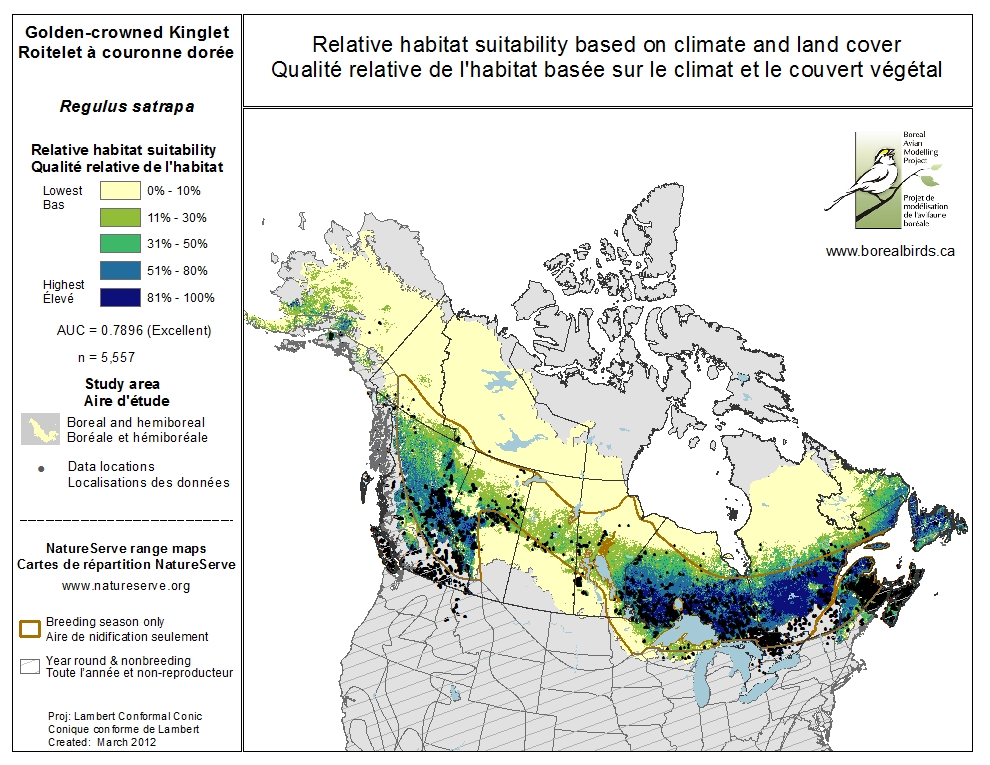 Golden-crowned Kinglet
Roitelet à couronne dorée
Regulus satrapa
Relative habitat suitability
Qualité relative de l'habitat
Lowest
Bas
0% - 10%
11% - 30%
31% - 50%
51% - 80%
Highest
Élevé
81% - 100%
AUC = 0.7896 (Excellent)
n = 5,557
Study area
Aire d'étude
Boreal and hemiboreal
Boréale et hémiboréale
Data locations
Localisations des données
NatureServe range maps
Cartes de répartition NatureServe
www.natureserve.org
Breeding season only
Aire de nidification seulement
Year round & nonbreeding
Toute l'année et non-reproducteur
Proj: Lambert Conformal Conic
Conique conforme de Lambert
Created: March 2012
Relative habitat suitability based on climate and land cover
Qualité relative de l'habitat basée sur le climat et le couvert végétal
Boreal
Avian
Modelling
Project
Projet de
modélisation
de l'avifaune
boréale
www.borealbirds.ca